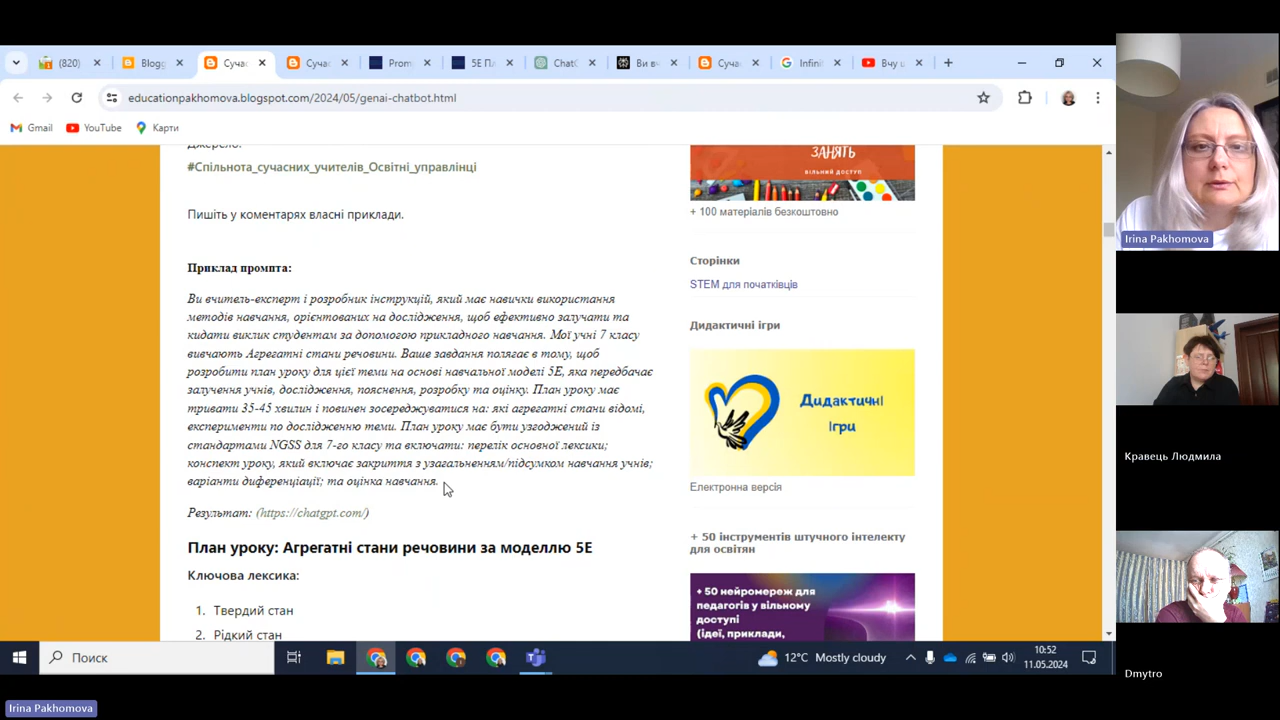 (820)
Blogg
Суча
Суча
Prom
5E Пл
ChatG
Ви вч
Суча
Infinit
Вчу ш
educationpakhomova.blogspot.com/2024/05/genai-chatbot.html
Gmail
YouTube
Карти
#Спільнота_сучасних_учителів_Освітні_управлінці
Пишіть у коментарях власні приклади.
Приклад промпта:
Ви вчитель-експерт і розробник інструкцій, який має навички використання
методів навчання, орієнтованих на дослідження, щоб ефективно залучати та
кидати виклик студентам за допомогою прикладного навчання. Мої учні 7 класу
вивчають Агрегатні стани речовини. Ваше завдання полягає в тому, щоб
розробити план уроку для цієї теми на основі навчальної моделі 5E, яка передбачає
залучення учнів, дослідження, пояснення, розробку та оцінку. План уроку має
тривати 35-45 хвилин і повинен зосереджуватися на: які агрегатні стани відомі,
експерименти по дослідженню теми. План уроку має бути узгоджений із
стандартами NGSS для 7-го класу та включати: перелік основної лексики;
конспект уроку, який включає закриття з узагальненням/підсумком навчання учнів;
варіанти диференціації; та оцінка навчання.
Результат: (https://chatgpt.com/)
План уроку: Агрегатні стани речовини за моделлю 5E
Ключова лексика:
1. Твердий стан
2. Рідкий стан
ЗАНЯТЬ
ВІЛЬНИЙ ДОСТУП
+ 100 матеріалів безкоштовно
Сторінки
STEM для початківців
Дидактичні ігри
Дидактичні
ігри
Електронна версія
+ 50 інструментів штучного інтелекту
для освітян
+ 50 нейромереж для
педагогів у вільному
доступі
(ідеї, приклади,
Поиск
12°C Mostly cloudy
10:52
11.05.2024
Irina Pakhomova
Кравець Людмила
Dmytro
Irina Pakhomova